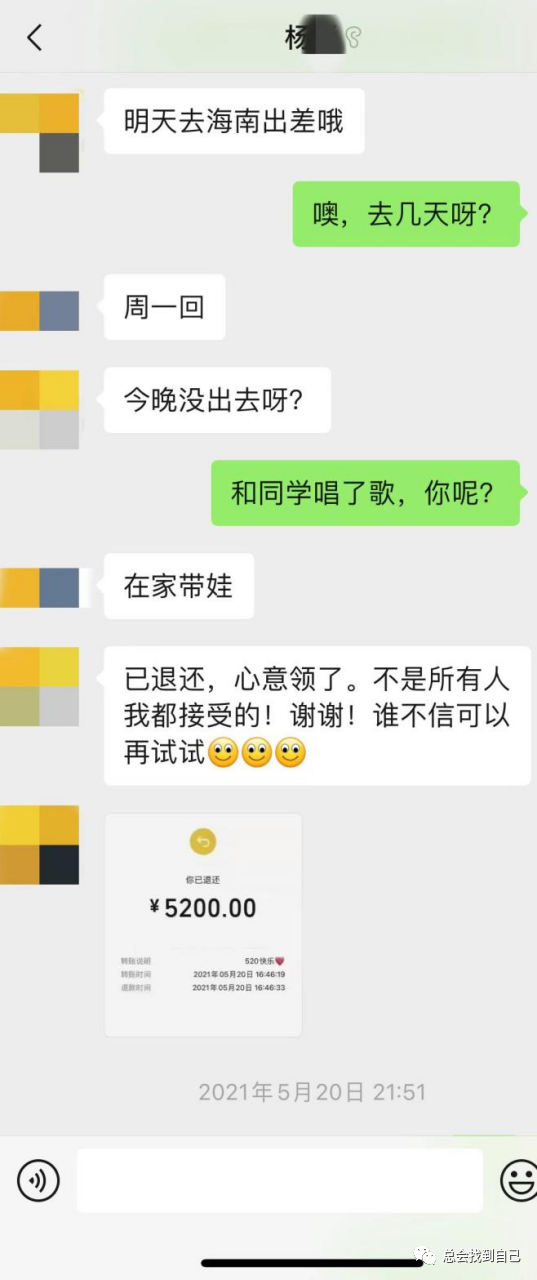 杨
明天去海南出差哦
噢，去几天呀？
周一回
今晚没出去呀？
和同学唱了歌，你呢？
在家带娃
已退还，心意领了。不是所有人
我都接受的！谢谢！谁不信可以
再试试🙂🙂🙂
你已退还
¥5200.00
转账说明 520快乐💗
转账时间 2021年05月20日 16:46:19
退款时间 2021年05月20日 16:46:33
2021年5月20日 21:51
总会找到自己